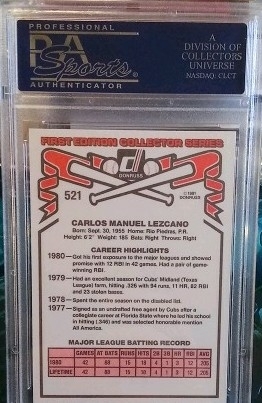 PROFESSIONAL
PSA
Sports
AUTHENTICATOR
A
DIVISION OF
COLLECTORS
UNIVERSE
NASDAQ: CLCT
FIRST EDITION COLLECTOR SERIES
DONRUSS
521
© 1981
DONRUSS
CARLOS MANUEL LEZCANO
Born: Sept. 30, 1955 Home: Rio Piedras, P.R.
Height: 6'2" Weight: 185 Bats: Right Throws: Right
CAREER HIGHLIGHTS
1980—Got his first exposure to the major leagues and showed
promise with 12 RBI in 42 games. Had a pair of game-
winning RBI.
1979—Had an excellent season for Cubs' Midland (Texas
League) farm, hitting .326 with 94 runs, 11 HR, 82 RBI
and 23 stolen bases.
1978—Spent the entire season on the disabled list.
1977—Signed as an undrafted free agent by Cubs after a
collegiate career at Florida State where he led his school
in hitting (.346) and was selected honorable mention
All America.
MAJOR LEAGUE BATTING RECORD
GAMES AT BATS RUNS HITS 2B 3B HR RBI AVG
1980 42 88 15 18 4 1 3 12 .205
LIFETIME 42 88 15 18 4 1 3 12 .205